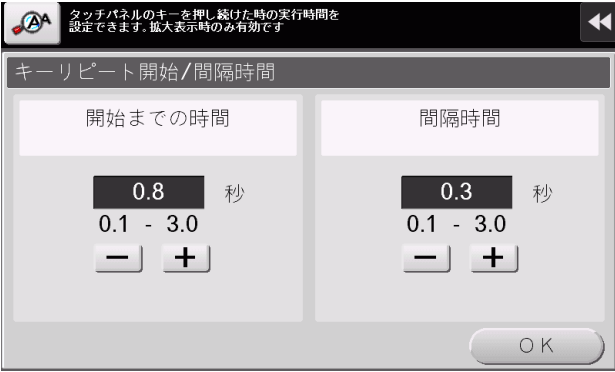 タッチパネルのキーを押し続けた時の実行時間を
設定できます。拡大表示時のみ有効です
キーリピート開始/間隔時間
開始までの時間
間隔時間
0.8 秒
0.3 秒
0.1 - 3.0
0.1 - 3.0
− +
− +
OK